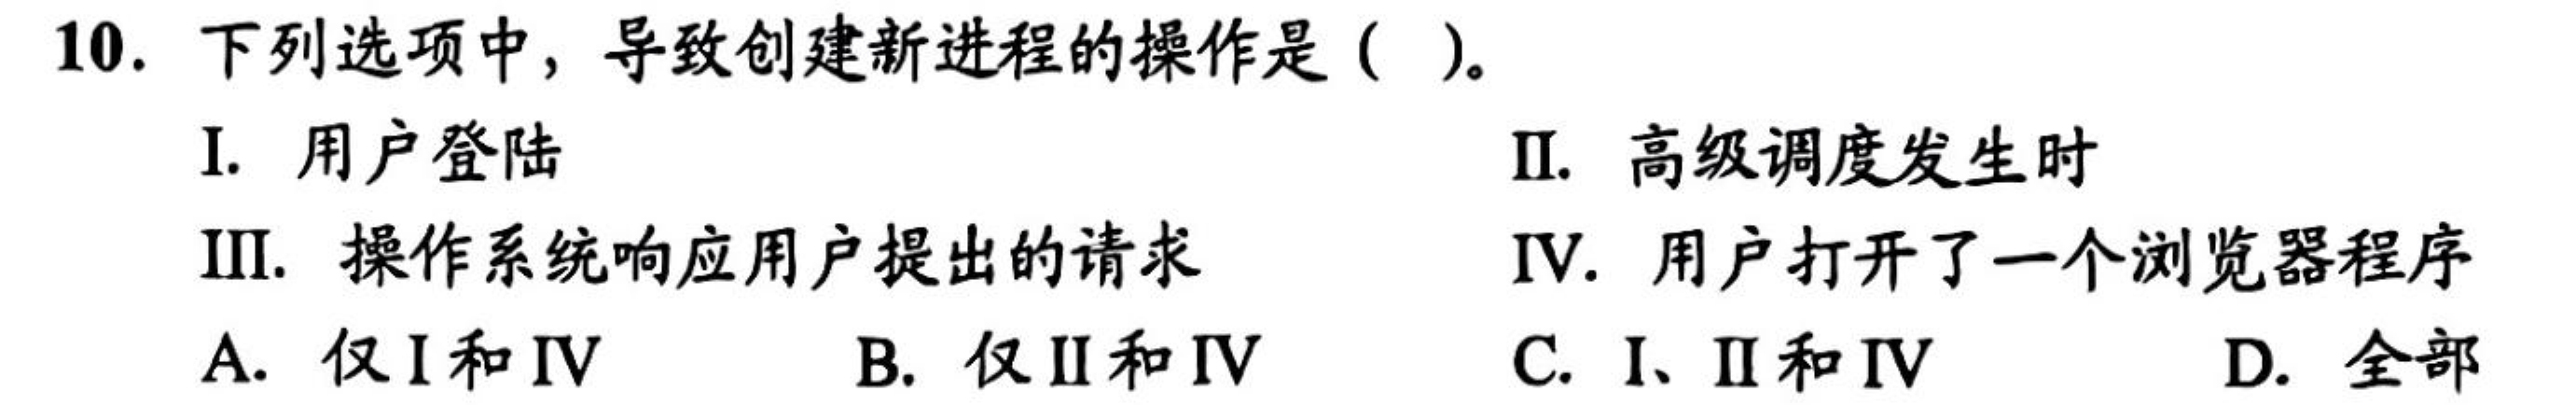 10. 下列选项中，导致创建新进程的操作是（ ）。
I. 用户登陆 II. 高级调度发生时
III. 操作系统响应用户提出的请求 IV. 用户打开了一个浏览器程序
A. 仅 I 和 IV B. 仅 II 和 IV C. I、II 和 IV D. 全部